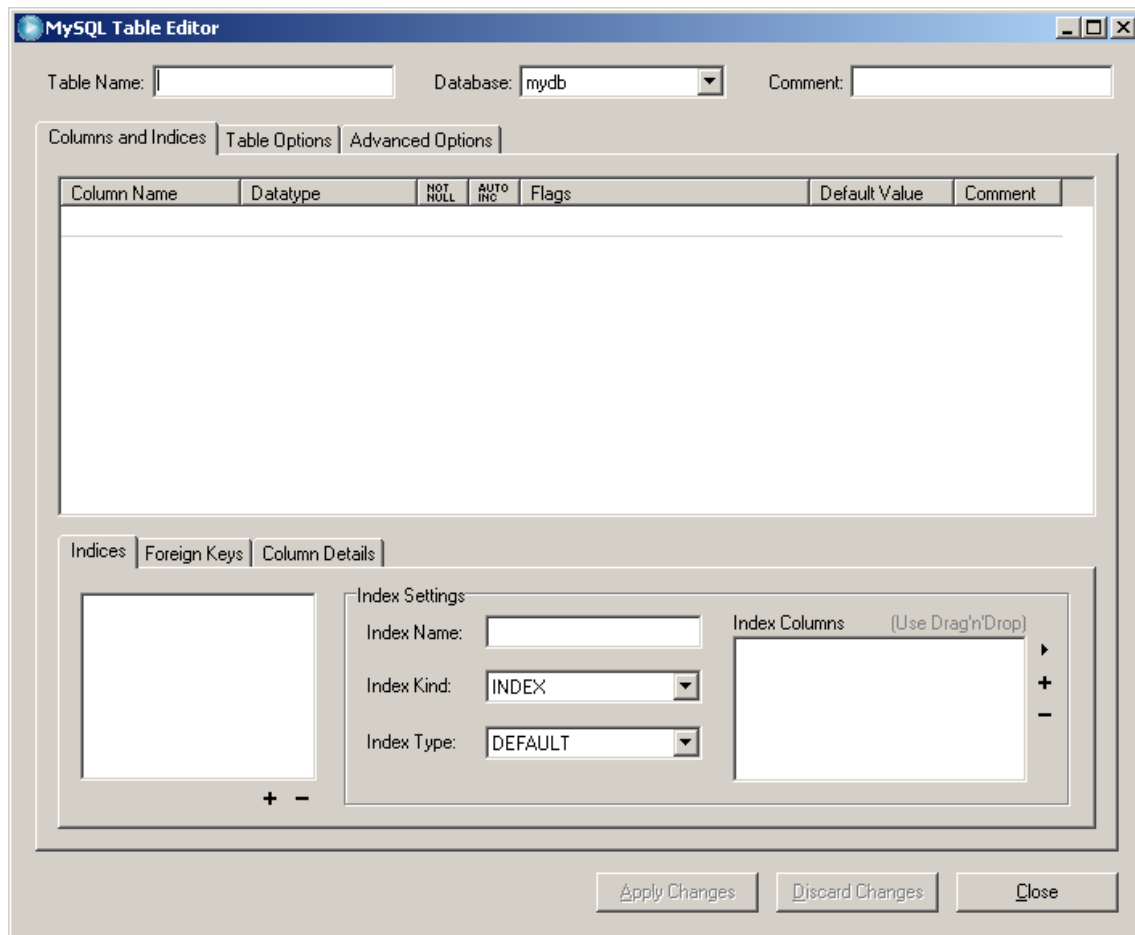 MySQL Table Editor
Table Name: Database: mydb Comment:
Columns and Indices Table Options Advanced Options
Column Name Datatype NOT NULL AUTO INC Flags Default Value Comment
Indices Foreign Keys Column Details
Index Settings
Index Name:
Index Kind: INDEX
Index Type: DEFAULT
Index Columns (Use Drag'n'Drop)
+ −
+
−
Apply Changes Discard Changes Close